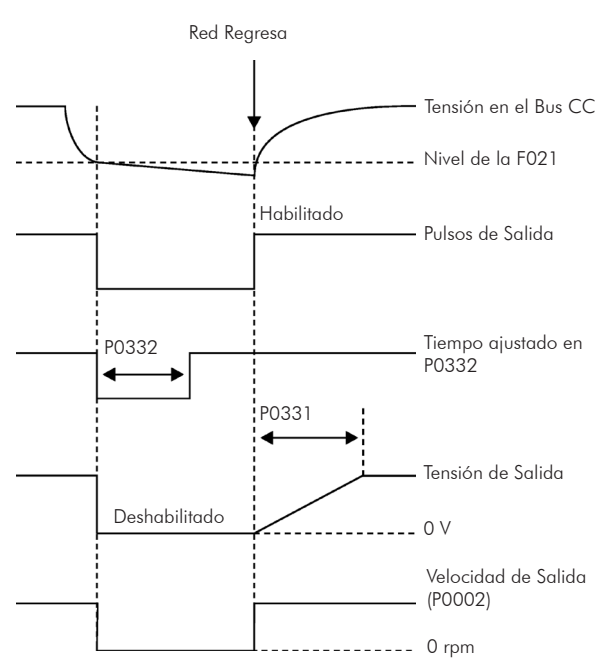 Red Regresa
Tensión en el Bus CC
Nivel de la F021
Habilitado
Pulsos de Salida
P0332
Tiempo ajustado en
P0332
P0331
Tensión de Salida
Deshabilitado
0 V
Velocidad de Salida
(P0002)
0 rpm